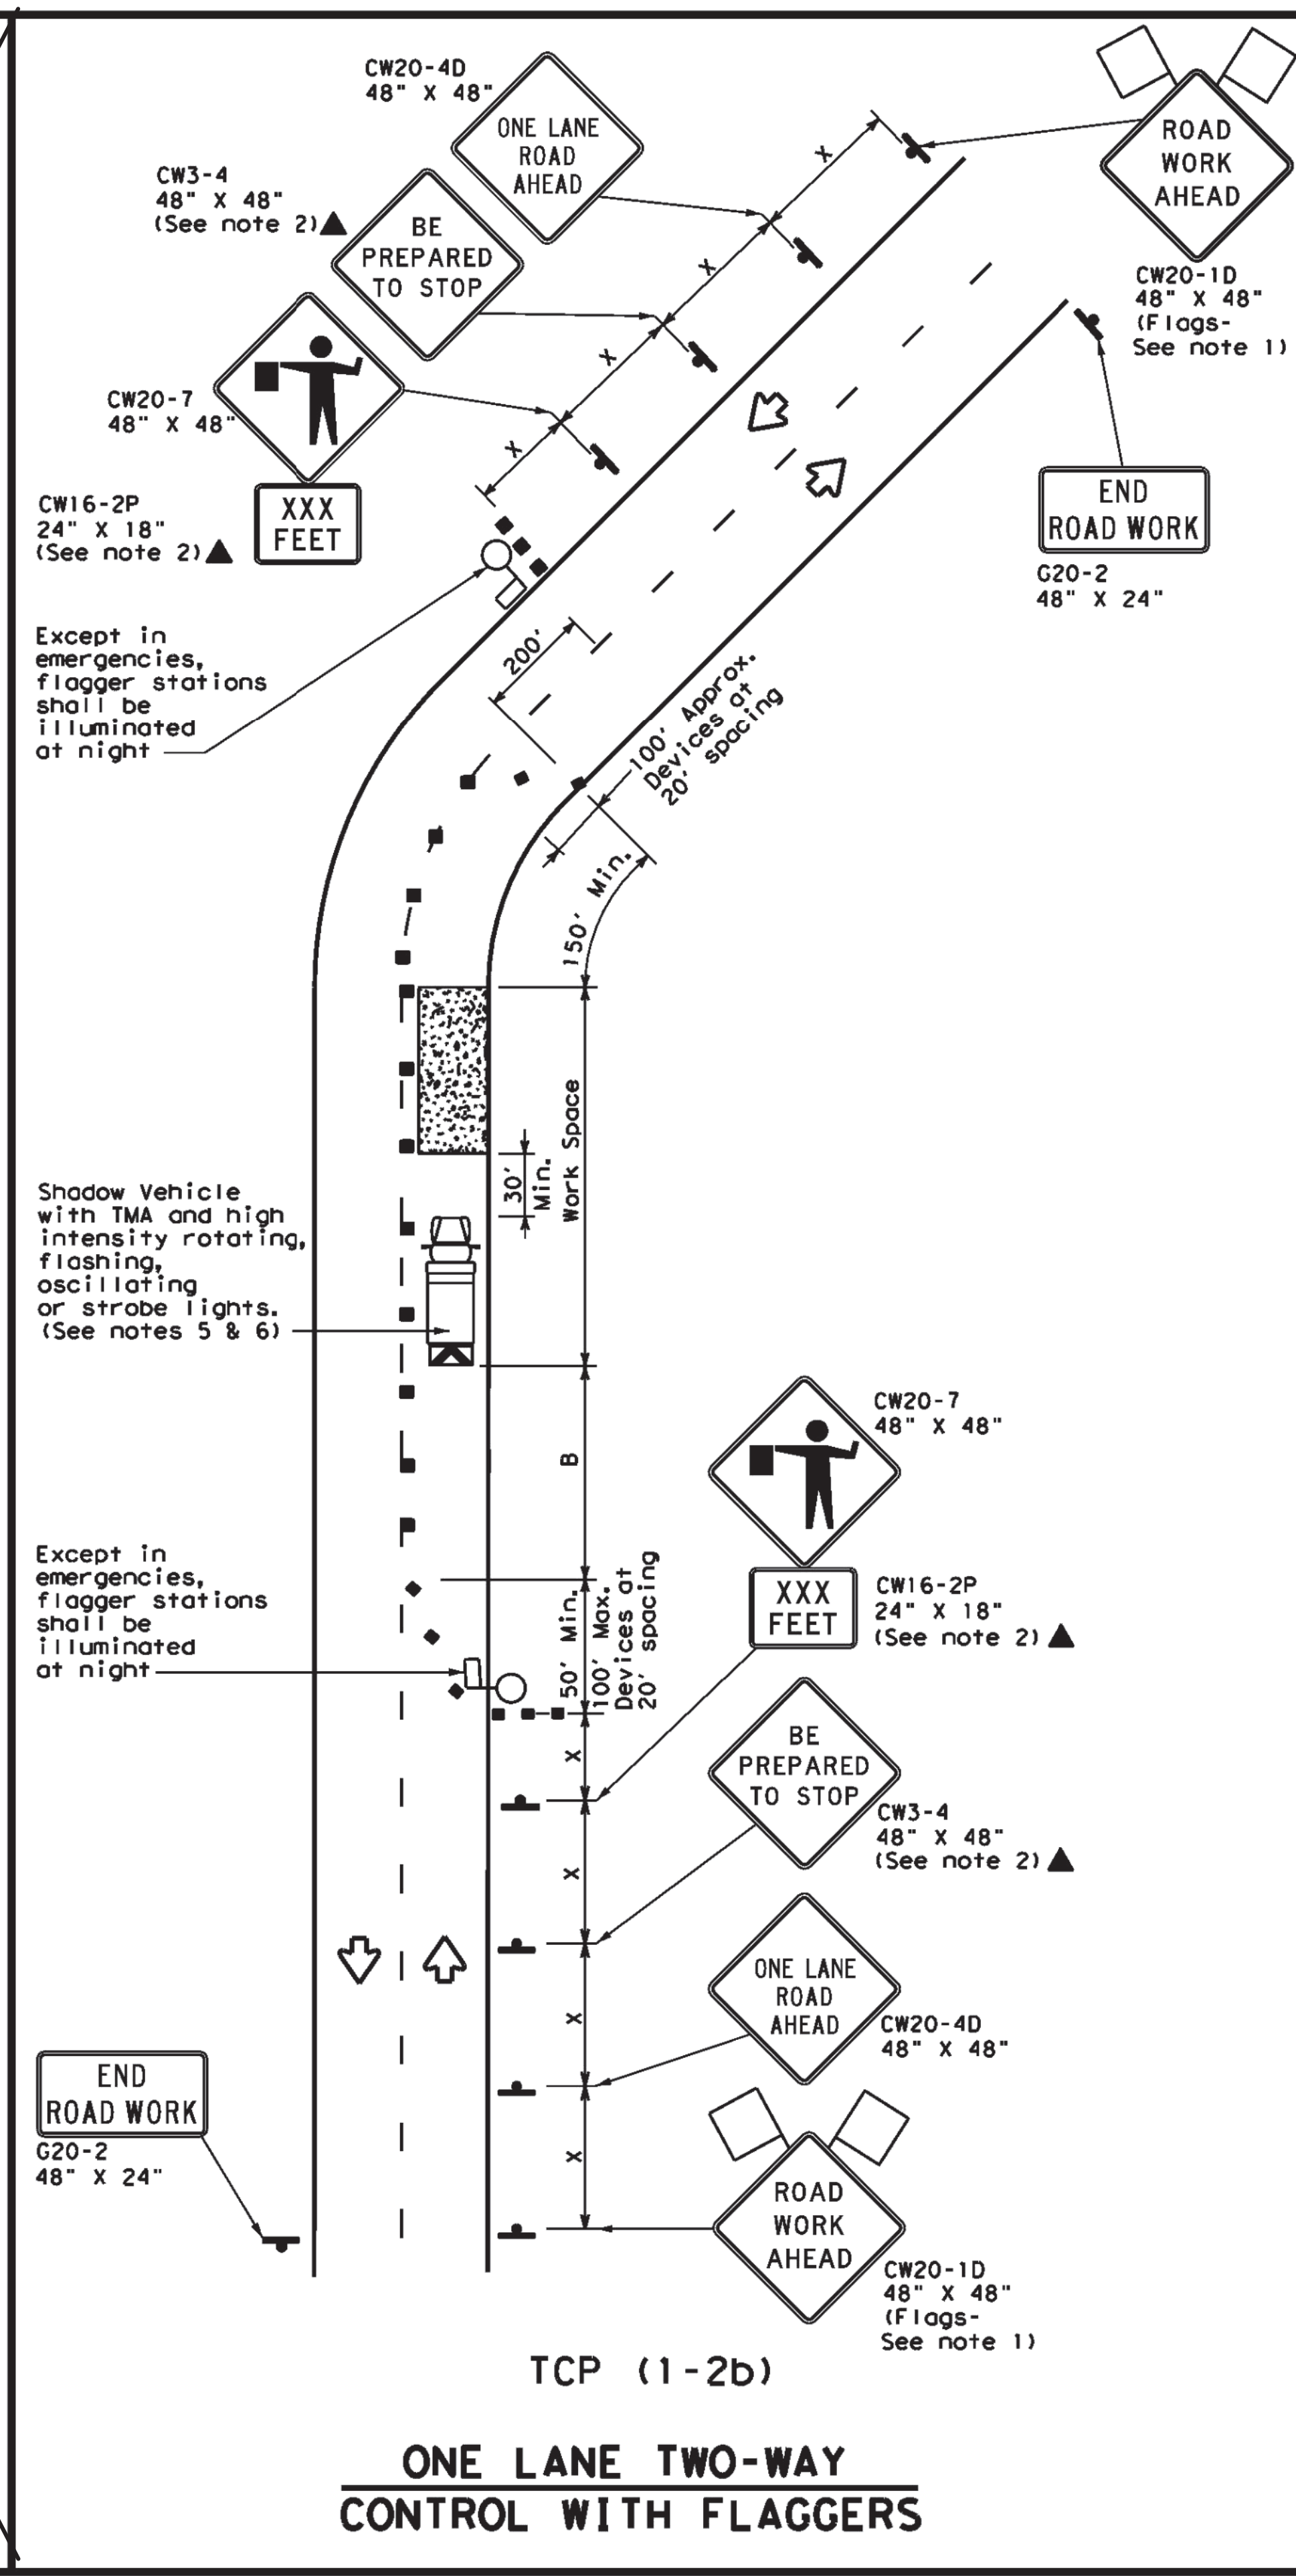 CW20-4D
48" X 48"
ONE LANE
ROAD
AHEAD
ROAD
WORK
AHEAD
CW20-1D
48" X 48"
(Flags-
See note 1)
X
CW3-4
48" X 48"
(See note 2)
BE
PREPARED
TO STOP
X
X
CW20-7
48" X 48"
X
CW16-2P
24" X 18"
(See note 2)
XXX
FEET
END
ROAD WORK
G20-2
48" X 24"
Except in
emergencies,
flagger stations
shall be
illuminated
at night
200'
100' Approx.
Devices at
20' spacing
150' Min.
Work Space
30'
Min.
Shadow Vehicle
with TMA and high
intensity rotating,
flashing,
oscillating
or strobe lights.
(See notes 5 & 6)
B
CW20-7
48" X 48"
Except in
emergencies,
flagger stations
shall be
illuminated
at night
50' Min.
100' Max.
Devices at
20' spacing
XXX
FEET
CW16-2P
24" X 18"
(See note 2)
X
BE
PREPARED
TO STOP
CW3-4
48" X 48"
(See note 2)
X
ONE LANE
ROAD
AHEAD
CW20-4D
48" X 48"
X
END
ROAD WORK
G20-2
48" X 24"
X
ROAD
WORK
AHEAD
CW20-1D
48" X 48"
(Flags-
See note 1)
TCP (1-2b)
ONE LANE TWO-WAY
CONTROL WITH FLAGGERS